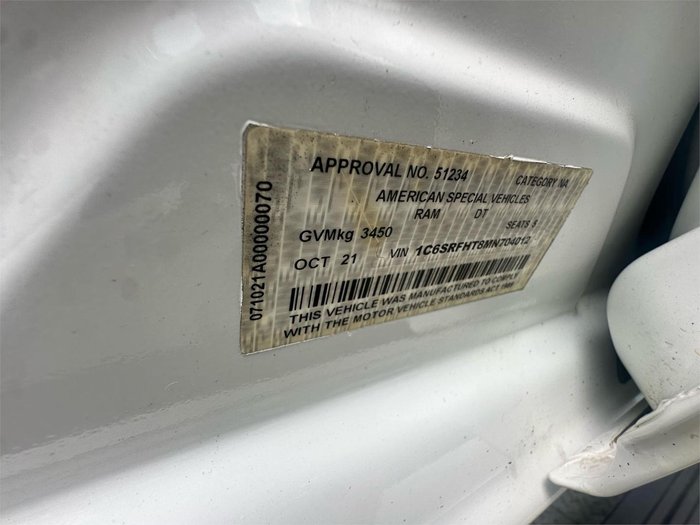 APPROVAL NO. 51234 CATEGORY NA
AMERICAN SPECIAL VEHICLES
RAM DT
GVMkg 3450 SEATS
OCT 21 VIN 1C6SRFHT8MN704012
THIS VEHICLE WAS MANUFACTURED TO COMPLY
WITH THE MOTOR VEHICLE STANDARDS ACT 1989
071021A00000070